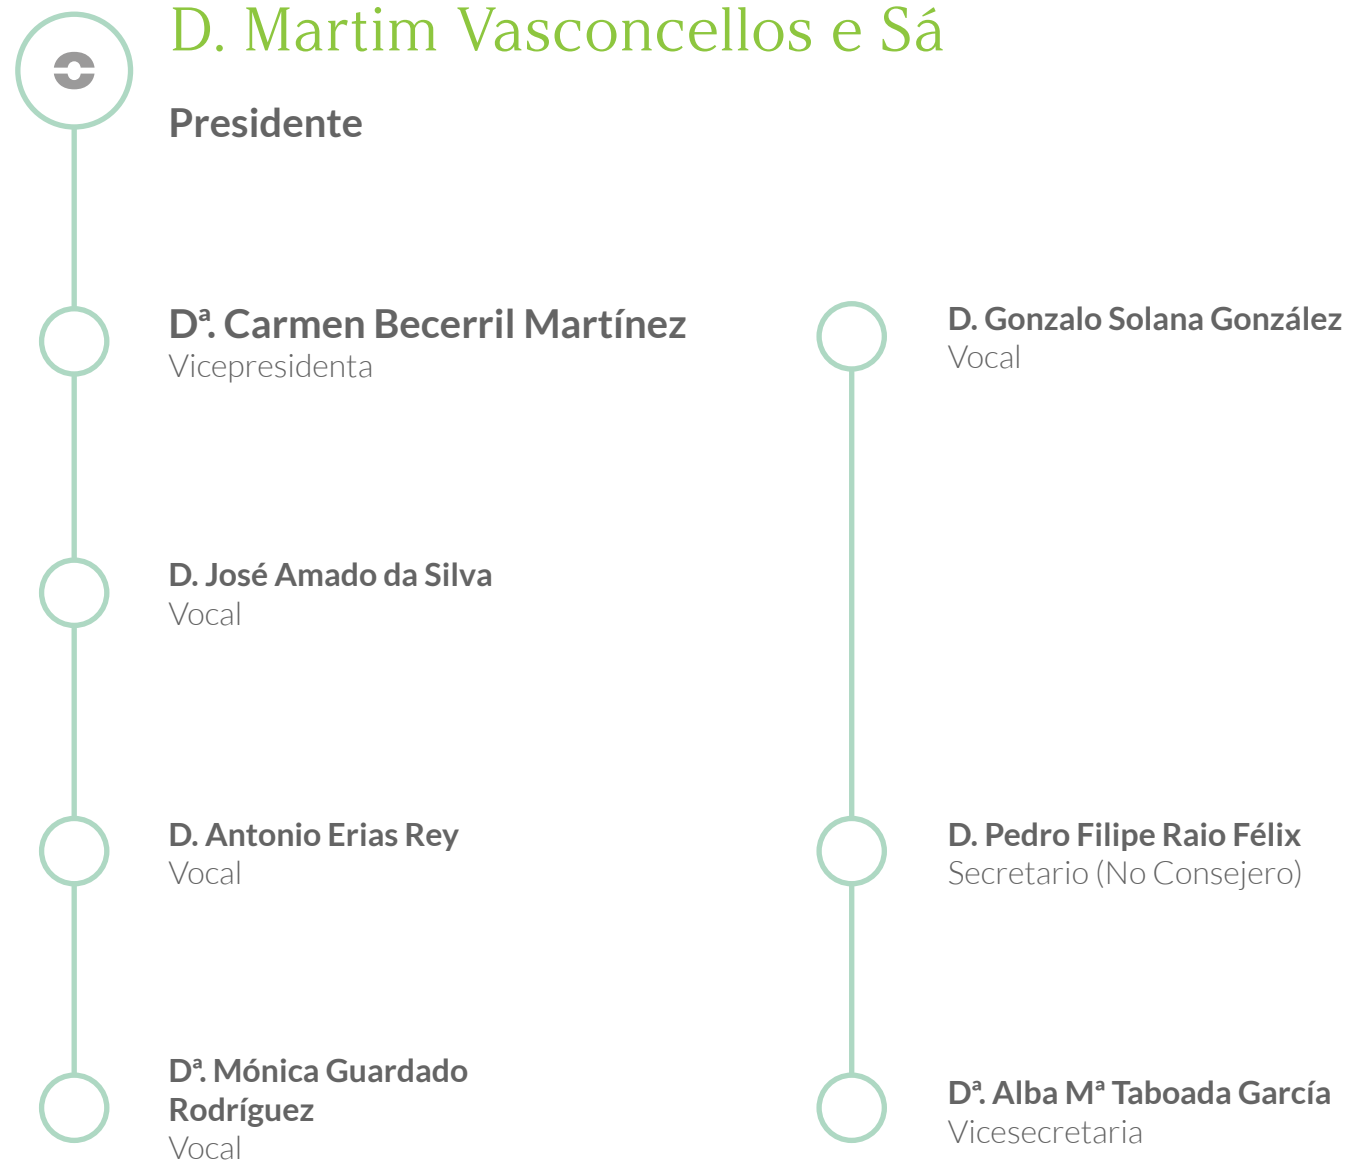 D. Martim Vasconcellos e Sá
Presidente
Dª. Carmen Becerril Martínez
Vicepresidenta
D. José Amado da Silva
Vocal
D. Antonio Erias Rey
Vocal
Dª. Mónica Guardado
Rodríguez
Vocal
D. Gonzalo Solana González
Vocal
D. Pedro Filipe Raio Félix
Secretario (No Consejero)
Dª. Alba Mª Taboada García
Vicesecretaria